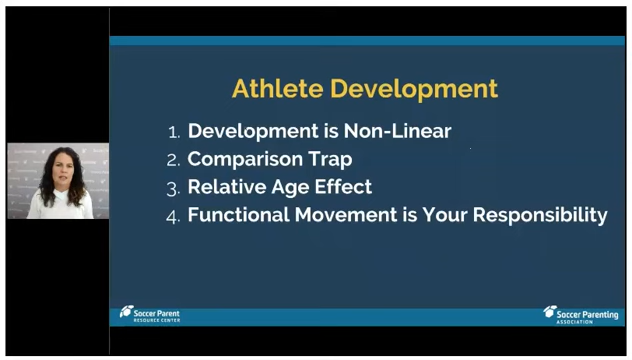 Athlete Development
1. Development is Non-Linear
2. Comparison Trap
3. Relative Age Effect
4. Functional Movement is Your Responsibility
Soccer Parent
RESOURCE CENTER
Soccer Parenting
ASSOCIATION